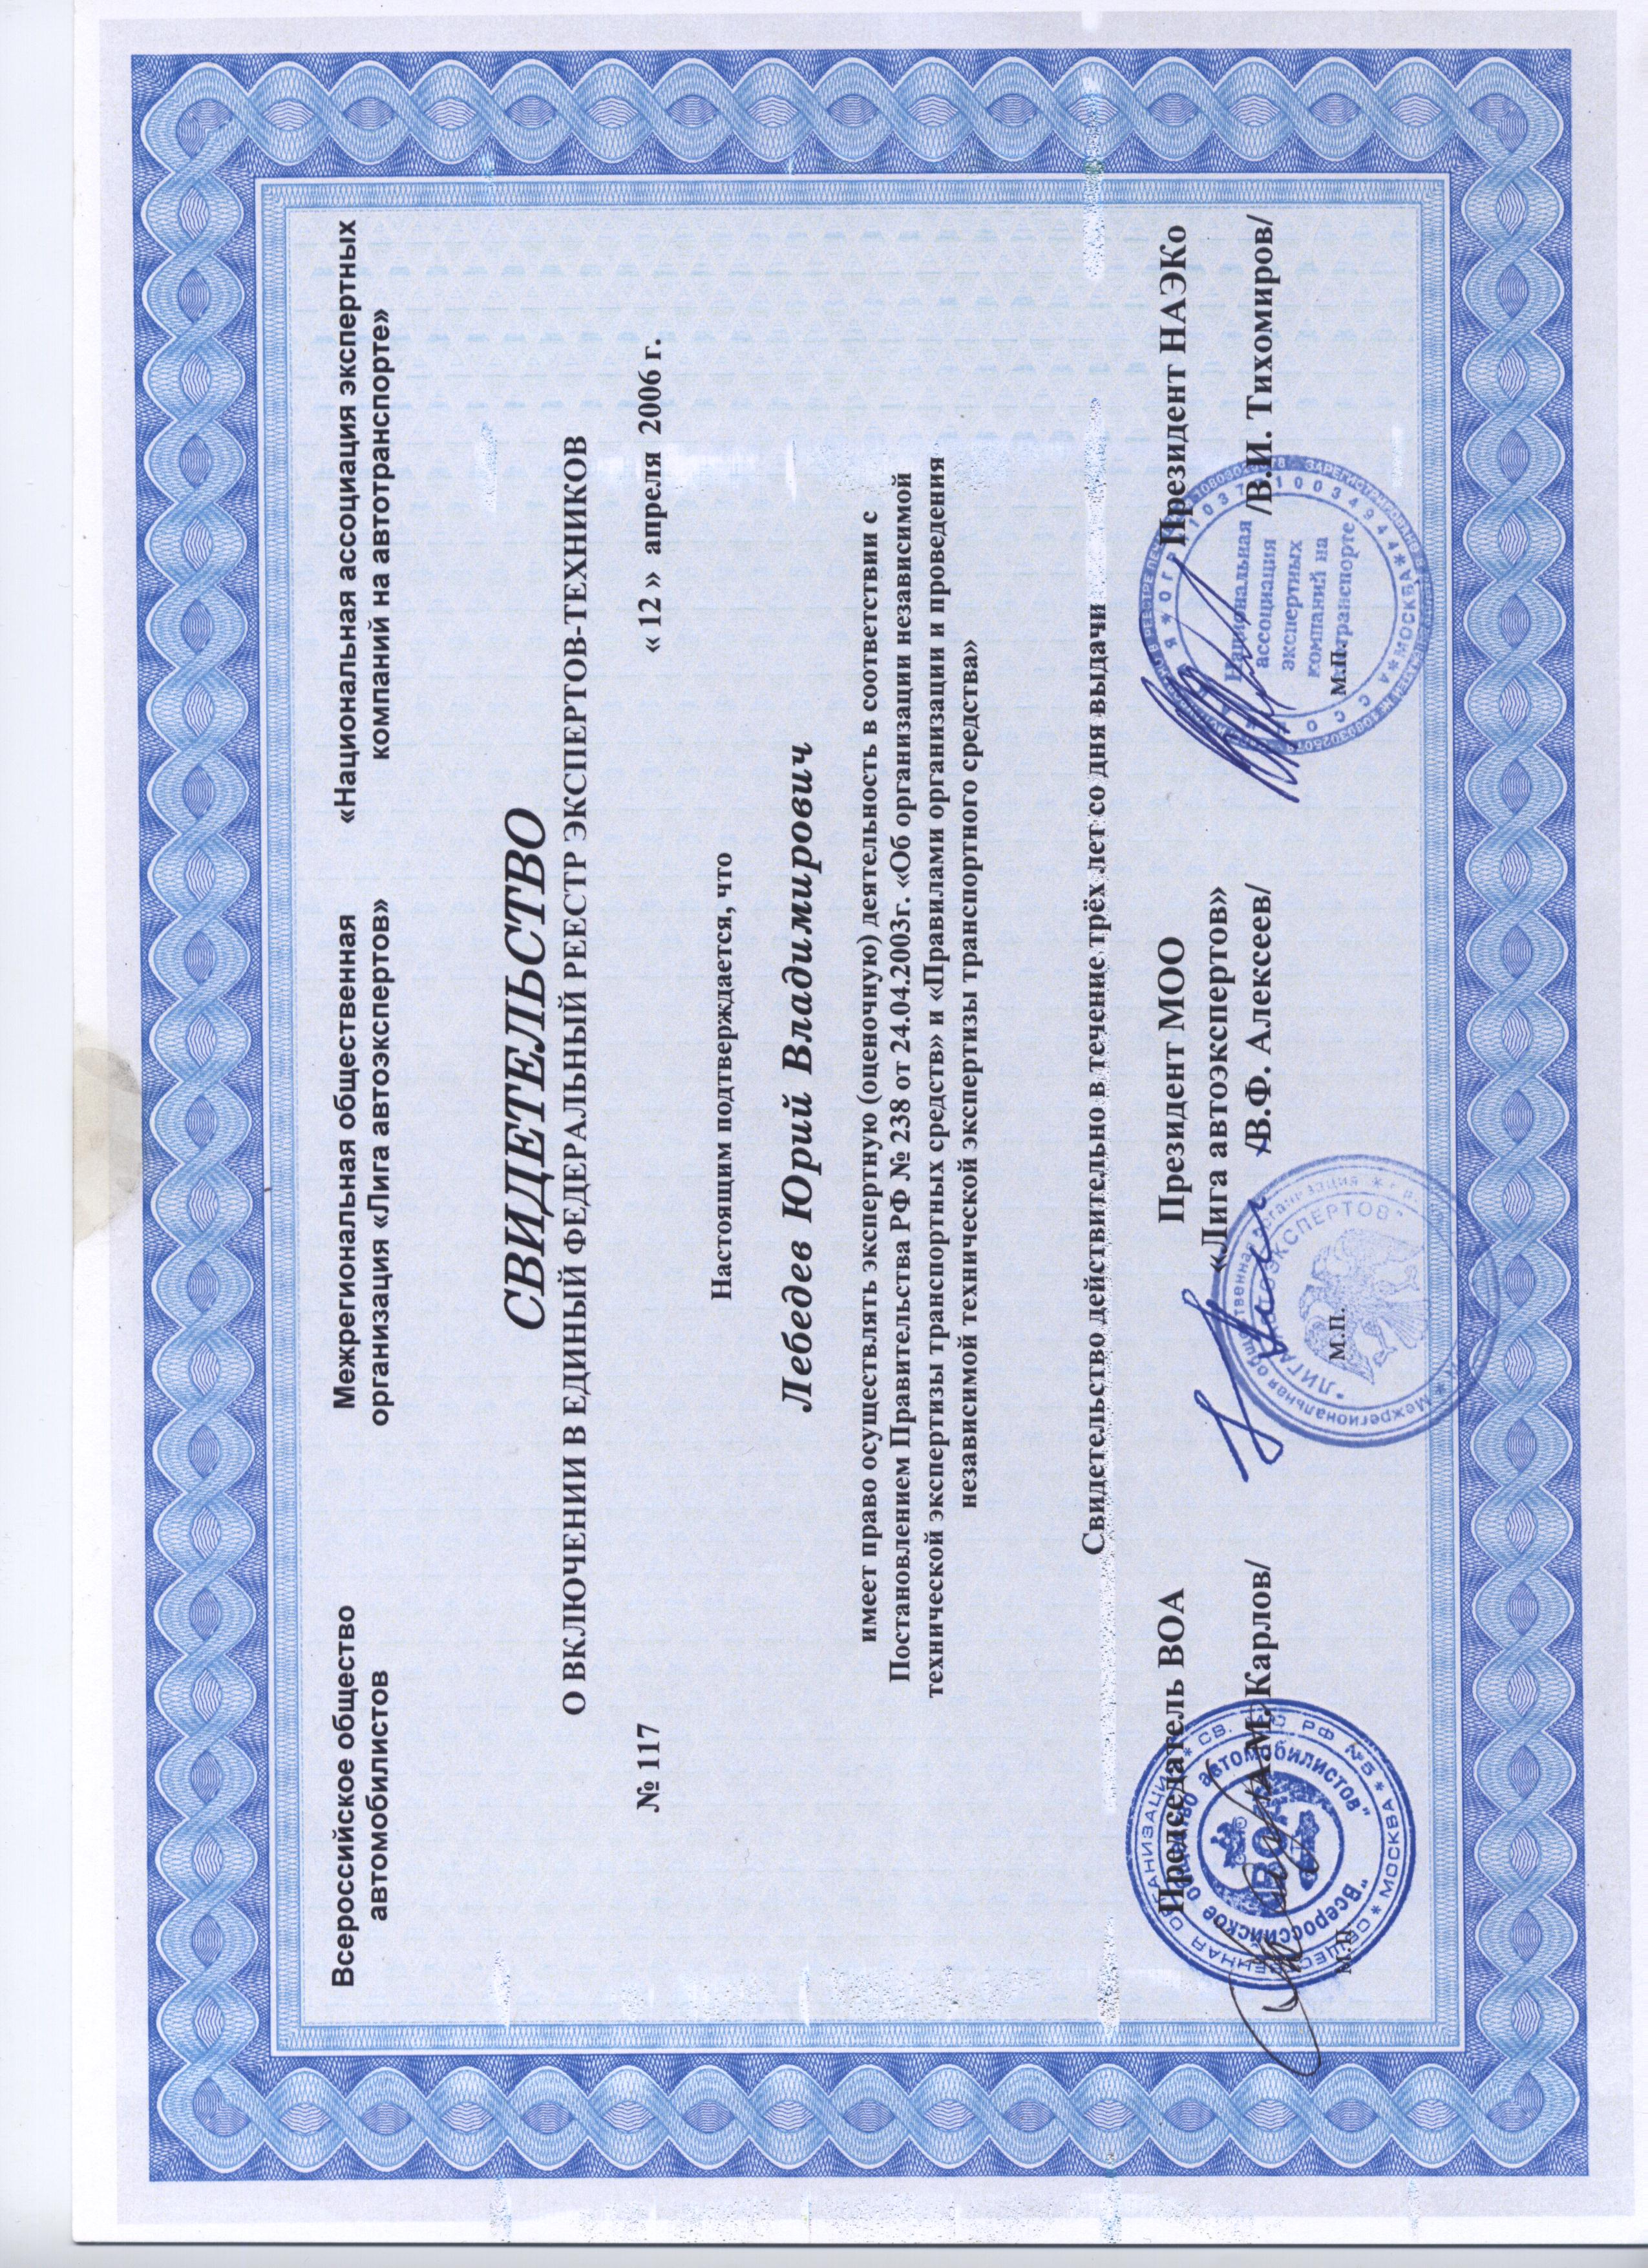 Всероссийское общество
автомобилистов
Межрегиональная общественная
организация «Лига автоэкспертов»
«Национальная ассоциация экспертных
компаний на автотранспорте»
СВИДЕТЕЛЬСТВО
О ВКЛЮЧЕНИИ В ЕДИНЫЙ ФЕДЕРАЛЬНЫЙ РЕЕСТР ЭКСПЕРТОВ-ТЕХНИКОВ
№ 117
« 12 » апреля 2006 г.
Настоящим подтверждается, что
Лебедев Юрий Владимирович
имеет право осуществлять экспертную (оценочную) деятельность в соответствии с
Постановлением Правительства РФ № 238 от 24.04.2003г. «Об организации независимой
технической экспертизы транспортных средств» и «Правилами организации и проведения
независимой технической экспертизы транспортного средства»
Свидетельство действительно в течение трёх лет со дня выдачи
Председатель ВОА
/А.М. Карлов/
М.П.
"Всероссийское общество автомобилистов"
ВОА
Президент МОО
«Лига автоэкспертов»
/В.Ф. Алексеев/
М.П.
Межрегиональная общественная организация
"ЛИГА АВТОЭКСПЕРТОВ"
Президент НАЭКо
/В.И. Тихомиров/
М.П.
Национальная
ассоциация
экспертных
компаний на
автотранспорте
МОСКВА